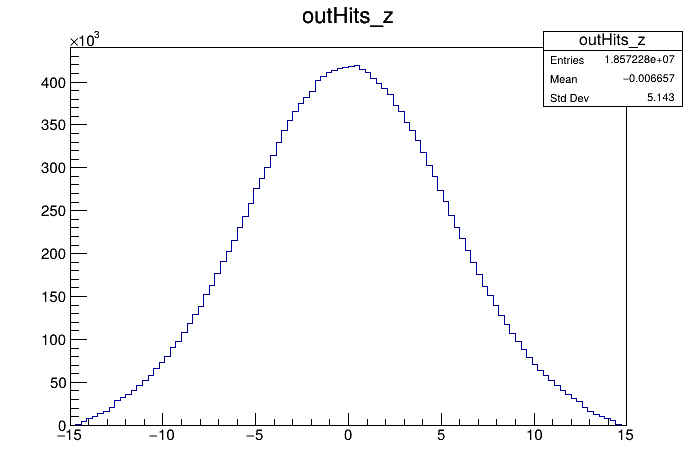 outHits_z
×10³
outHits_z
Entries 1.857228e+07
Mean −0.006657
Std Dev 5.143
400
350
300
250
200
150
100
50
0
−15 −10 −5 0 5 10 15